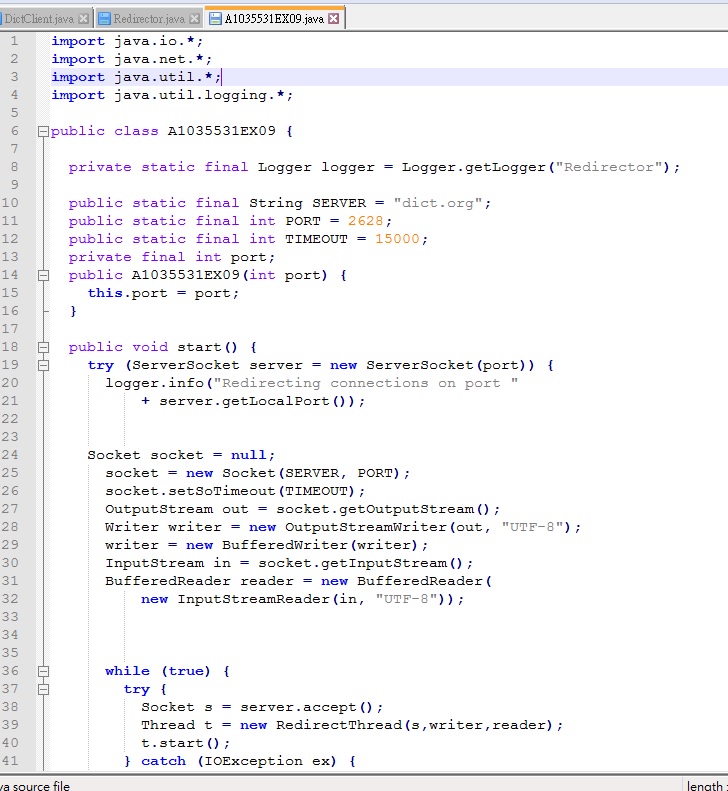 DictClient.java Redirector.java A1035531EX09.java
1 import java.io.*;
2 import java.net.*;
3 import java.util.*;
4 import java.util.logging.*;
5
6 public class A1035531EX09 {
7
8 private static final Logger logger = Logger.getLogger("Redirector");
9
10 public static final String SERVER = "dict.org";
11 public static final int PORT = 2628;
12 public static final int TIMEOUT = 15000;
13 private final int port;
14 public A1035531EX09(int port) {
15 this.port = port;
16 }
17
18 public void start() {
19 try (ServerSocket server = new ServerSocket(port)) {
20 logger.info("Redirecting connections on port "
21 + server.getLocalPort());
22
23
24 Socket socket = null;
25 socket = new Socket(SERVER, PORT);
26 socket.setSoTimeout(TIMEOUT);
27 OutputStream out = socket.getOutputStream();
28 Writer writer = new OutputStreamWriter(out, "UTF-8");
29 writer = new BufferedWriter(writer);
30 InputStream in = socket.getInputStream();
31 BufferedReader reader = new BufferedReader(
32 new InputStreamReader(in, "UTF-8"));
33
34
35
36 while (true) {
37 try {
38 Socket s = server.accept();
39 Thread t = new RedirectThread(s,writer,reader);
40 t.start();
41 } catch (IOException ex) {
va source file length